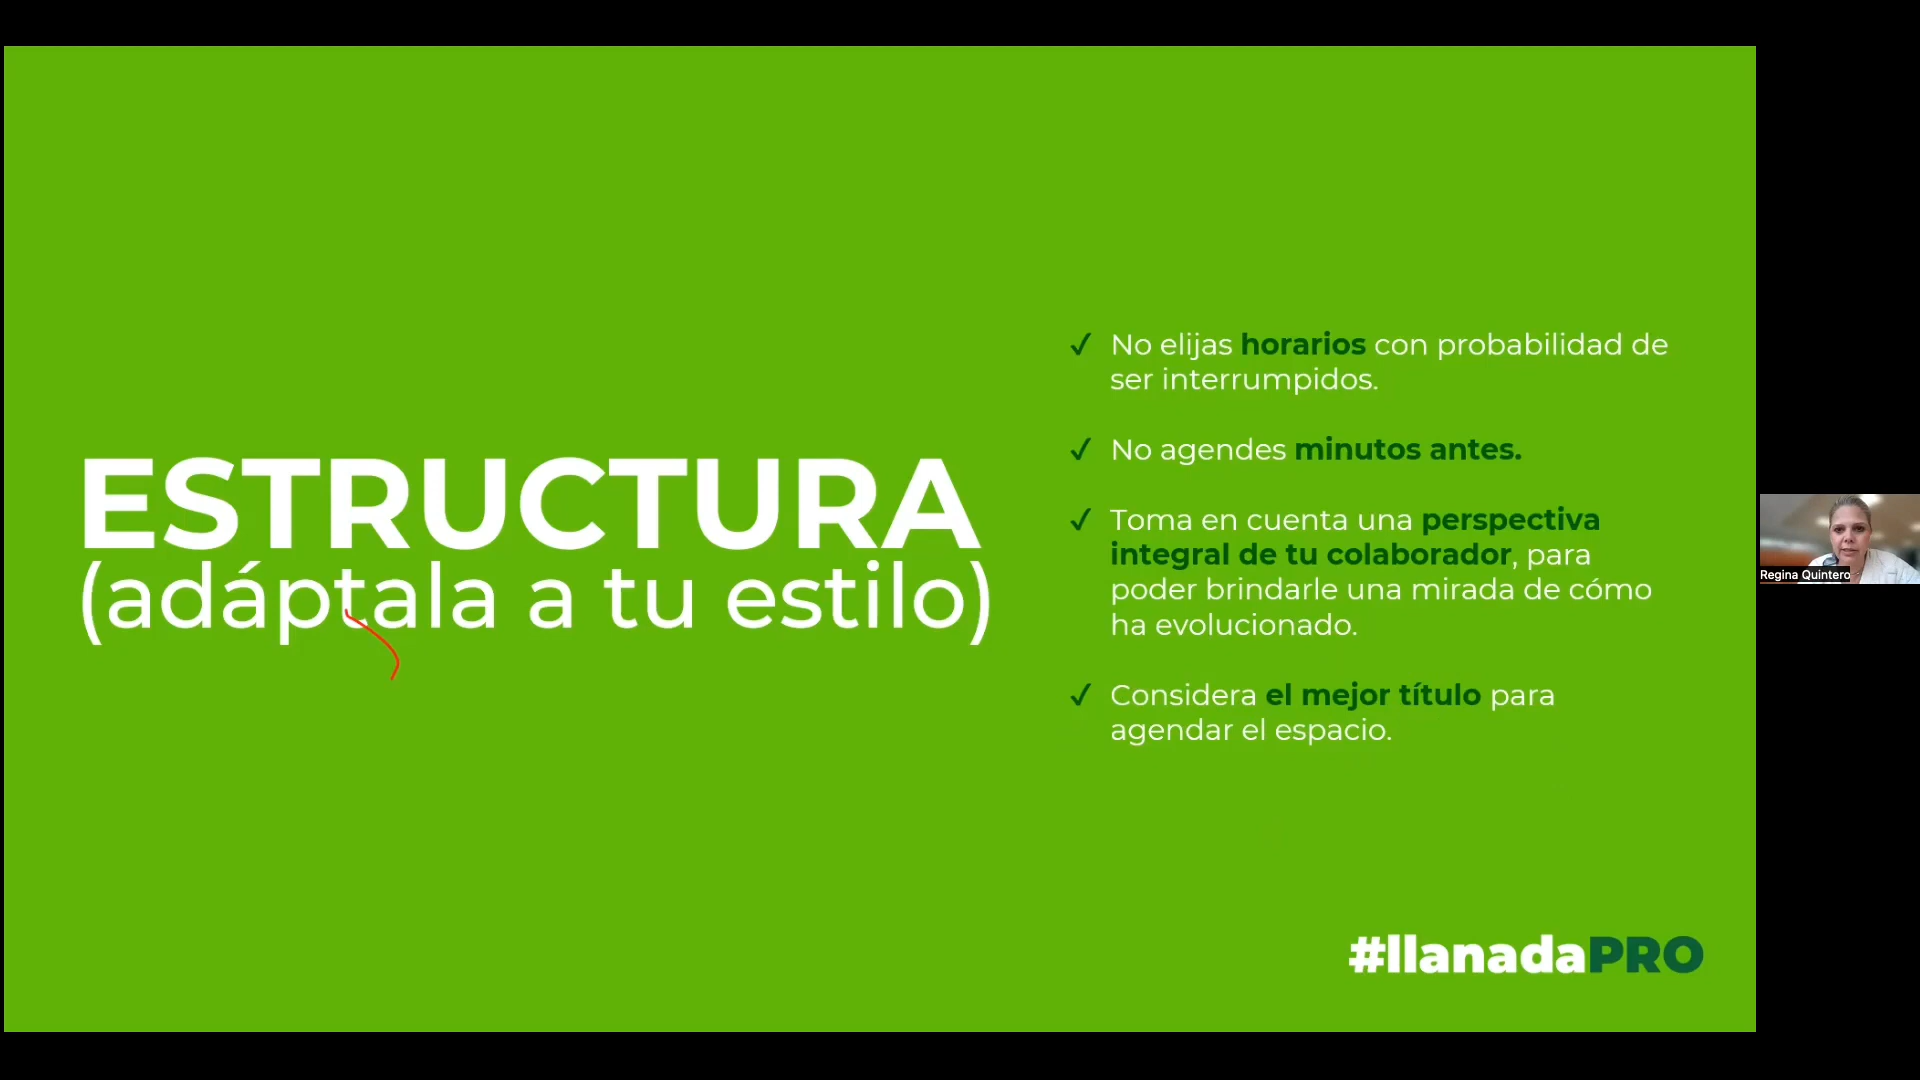 ESTRUCTURA
(adáptala a tu estilo)
✓ No elijas horarios con probabilidad de
ser interrumpidos.
✓ No agendes minutos antes.
✓ Toma en cuenta una perspectiva
integral de tu colaborador, para
poder brindarle una mirada de cómo
ha evolucionado.
✓ Considera el mejor título para
agendar el espacio.
#llanadaPRO
Regina Quintero